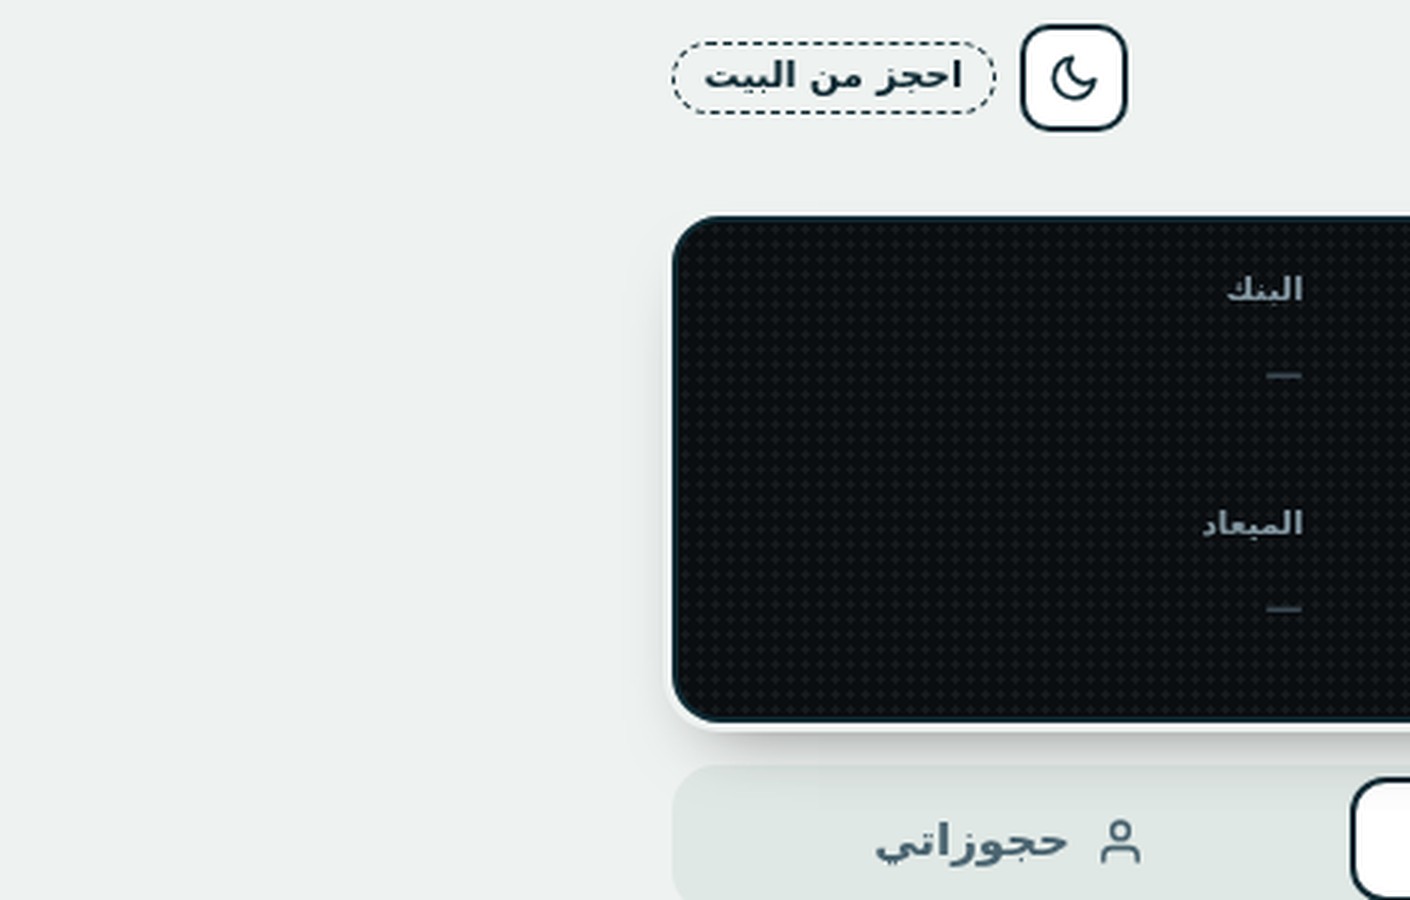 احجز من البيت
البنك
—
الميعاد
—
حجوزاتي